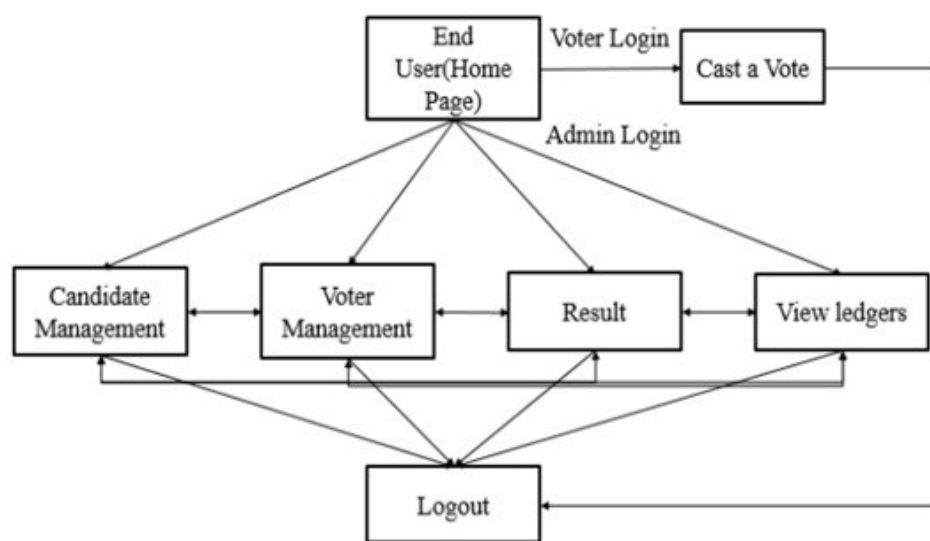 End
User(Home
Page)
Voter Login
Cast a Vote
Admin Login
Candidate
Management
Voter
Management
Result
View ledgers
Logout